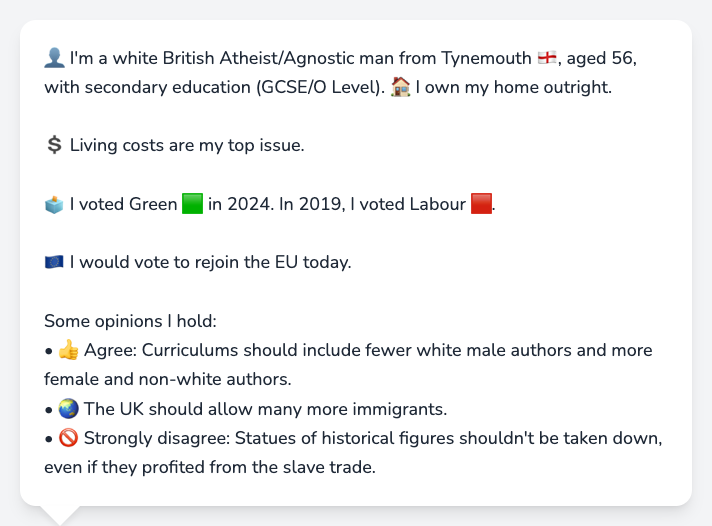 👤 I'm a white British Atheist/Agnostic man from Tynemouth 🏴󠁧󠁢󠁥󠁮󠁧󠁿, aged 56,
with secondary education (GCSE/O Level). 🏠 I own my home outright.
💲 Living costs are my top issue.
🗳️ I voted Green 🟩 in 2024. In 2019, I voted Labour 🟥.
🇪🇺 I would vote to rejoin the EU today.
Some opinions I hold:
• 👍 Agree: Curriculums should include fewer white male authors and more
female and non-white authors.
• 🌏 The UK should allow many more immigrants.
• 🚫 Strongly disagree: Statues of historical figures shouldn't be taken down,
even if they profited from the slave trade.